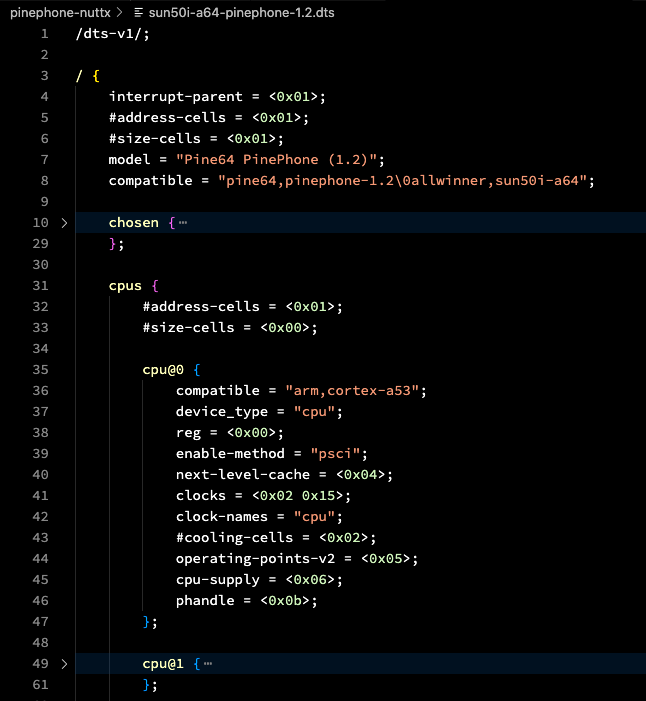 pinephone-nuttx > sun50i-a64-pinephone-1.2.dts
1 /dts-v1/;
2
3 / {
4 interrupt-parent = <0x01>;
5 #address-cells = <0x01>;
6 #size-cells = <0x01>;
7 model = "Pine64 PinePhone (1.2)";
8 compatible = "pine64,pinephone-1.2\0allwinner,sun50i-a64";
9
10 > chosen { ⋯
29 };
30
31 cpus {
32 #address-cells = <0x01>;
33 #size-cells = <0x00>;
34
35 cpu@0 {
36 compatible = "arm,cortex-a53";
37 device_type = "cpu";
38 reg = <0x00>;
39 enable-method = "psci";
40 next-level-cache = <0x04>;
41 clocks = <0x02 0x15>;
42 clock-names = "cpu";
43 #cooling-cells = <0x02>;
44 operating-points-v2 = <0x05>;
45 cpu-supply = <0x06>;
46 phandle = <0x0b>;
47 };
48
49 > cpu@1 { ⋯
61 };